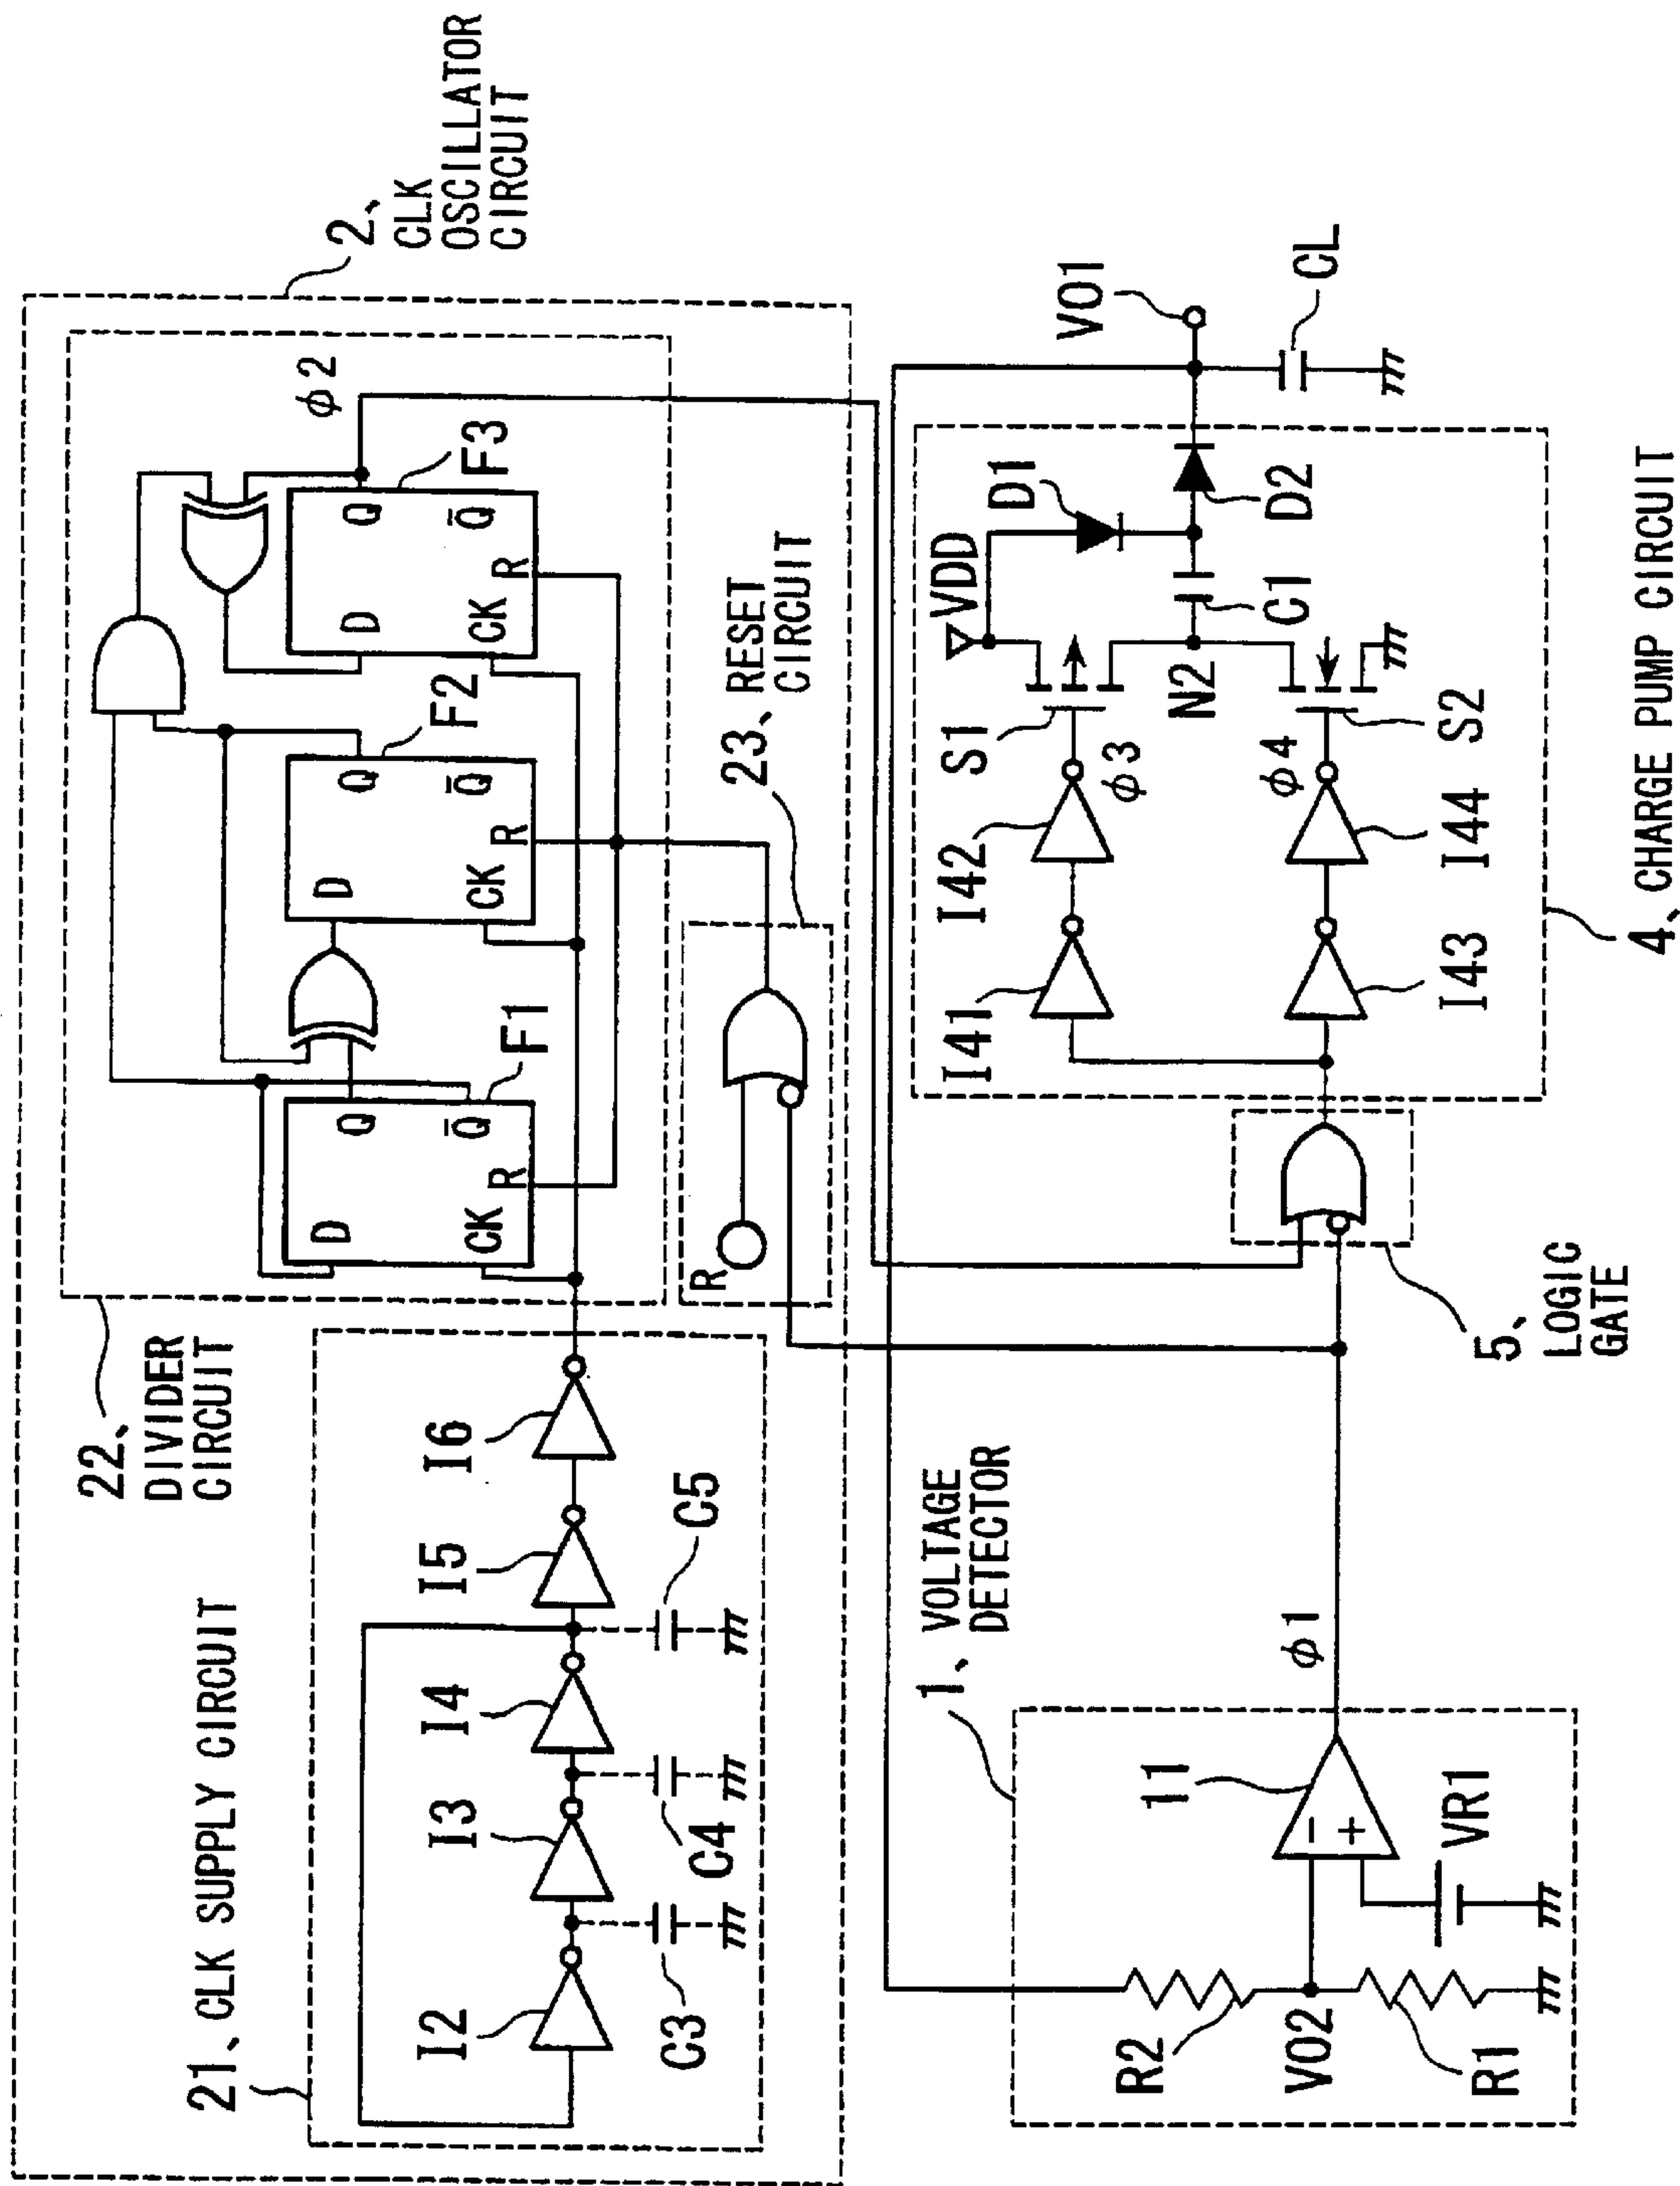 2、CLK
OSCILLATOR
CIRCUIT
22、
DIVIDER
CIRCUIT
21、CLK SUPPLY CIRCUIT
φ2
D
Q
Q̄
CK
R
F1
D
Q
Q̄
CK
R
F2
D
Q
Q̄
CK
R
F3
I2
I3
I4
I5
I6
C3
C4
C5
R
23、RESET
CIRCUIT
1、VOLTAGE
DETECTOR
R2
VO2
R1
11
−
+
VR1
φ1
5、
LOGIC
GATE
I41
I42
φ3
S1
VDD
D1
I43
I44
φ4
S2
N2
C1
D2
VO1
CL
4、CHARGE PUMP CIRCUIT